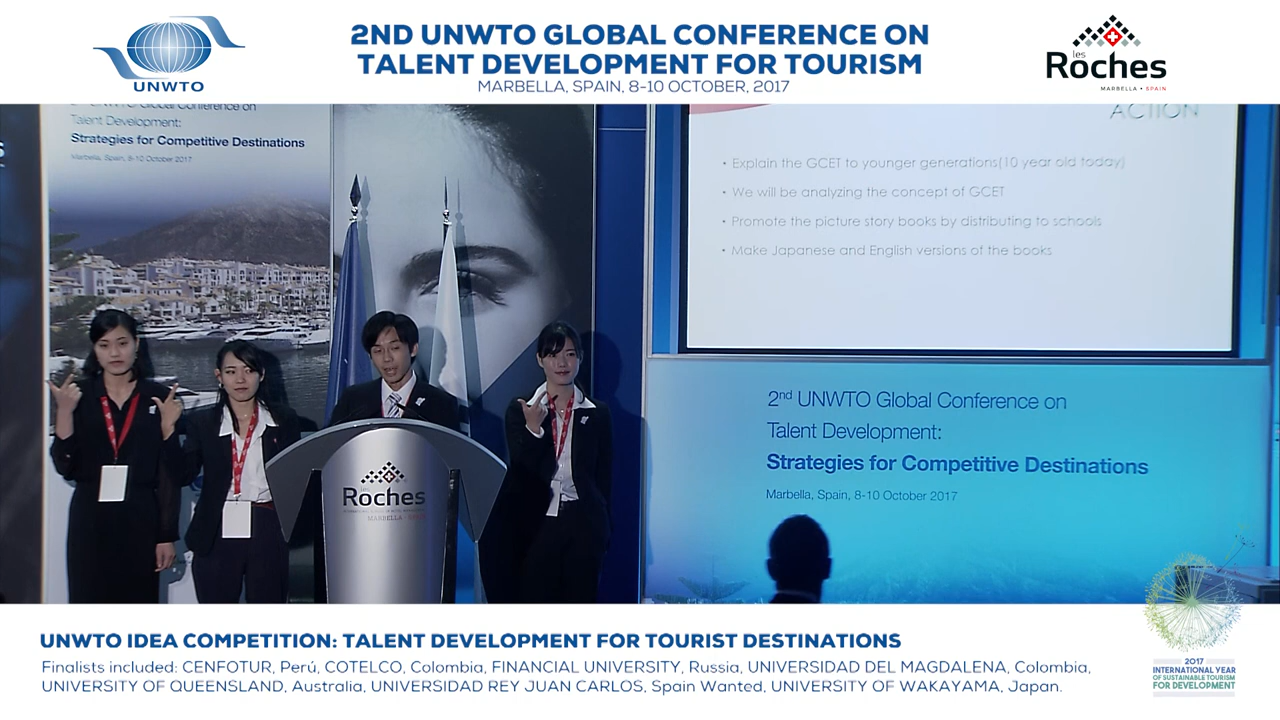 UNWTO
2ND UNWTO GLOBAL CONFERENCE ON
TALENT DEVELOPMENT FOR TOURISM
MARBELLA, SPAIN, 8-10 OCTOBER, 2017
les
Roches
MARBELLA • SPAIN
UNWTO Global Conference on
Talent Development:
Strategies for Competitive Destinations
Marbella, Spain, 8-10 October 2017
ACTION
• Explain the GCET to younger generations(10 year old today)
• We will be analyzing the concept of GCET
• Promote the picture story books by distributing to schools
• Make Japanese and English versions of the books
les
Roches
MARBELLA • SPAIN
2nd UNWTO Global Conference on
Talent Development:
Strategies for Competitive Destinations
Marbella, Spain, 8-10 October 2017
UNWTO IDEA COMPETITION: TALENT DEVELOPMENT FOR TOURIST DESTINATIONS
Finalists included: CENFOTUR, Perú, COTELCO, Colombia, FINANCIAL UNIVERSITY, Russia, UNIVERSIDAD DEL MAGDALENA, Colombia,
UNIVERSITY OF QUEENSLAND, Australia, UNIVERSIDAD REY JUAN CARLOS, Spain Wanted, UNIVERSITY OF WAKAYAMA, Japan.
2017
INTERNATIONAL YEAR
OF SUSTAINABLE TOURISM
FOR DEVELOPMENT